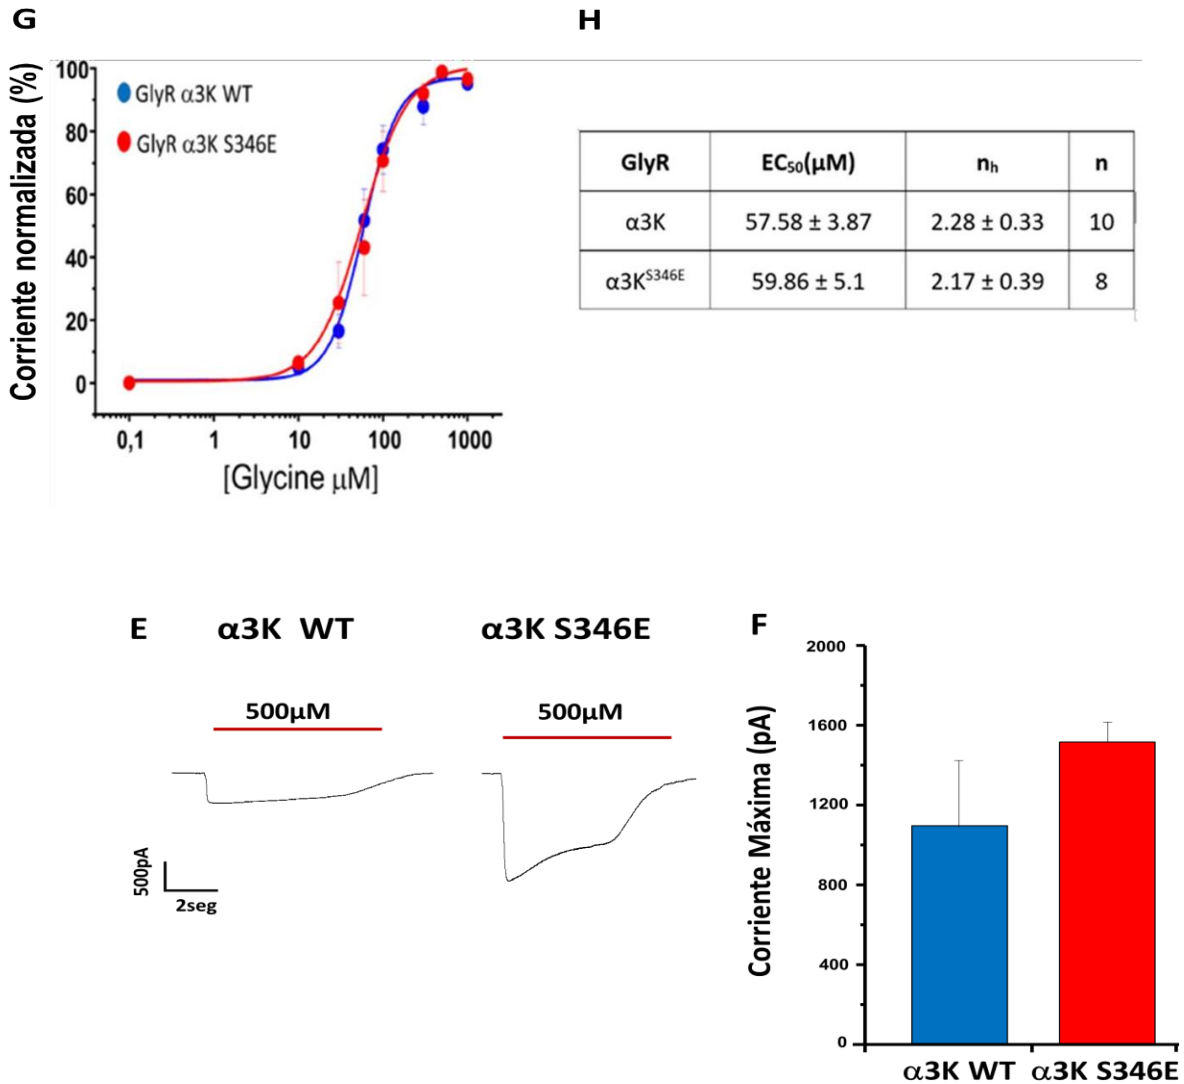 G
H
Corriente normalizada (%)
100
80
60
40
20
0
GlyR α3K WT
GlyR α3K S346E
0,1 1 10 100 1000
[Glycine μM]
GlyR EC50(μM) nh n
α3K 57.58 ± 3.87 2.28 ± 0.33 10
α3KS346E 59.86 ± 5.1 2.17 ± 0.39 8
E α3K WT α3K S346E
500μM 500μM
500pA
2seg
F
Corriente Máxima (pA)
2000
1600
1200
800
400
0
α3K WT α3K S346E